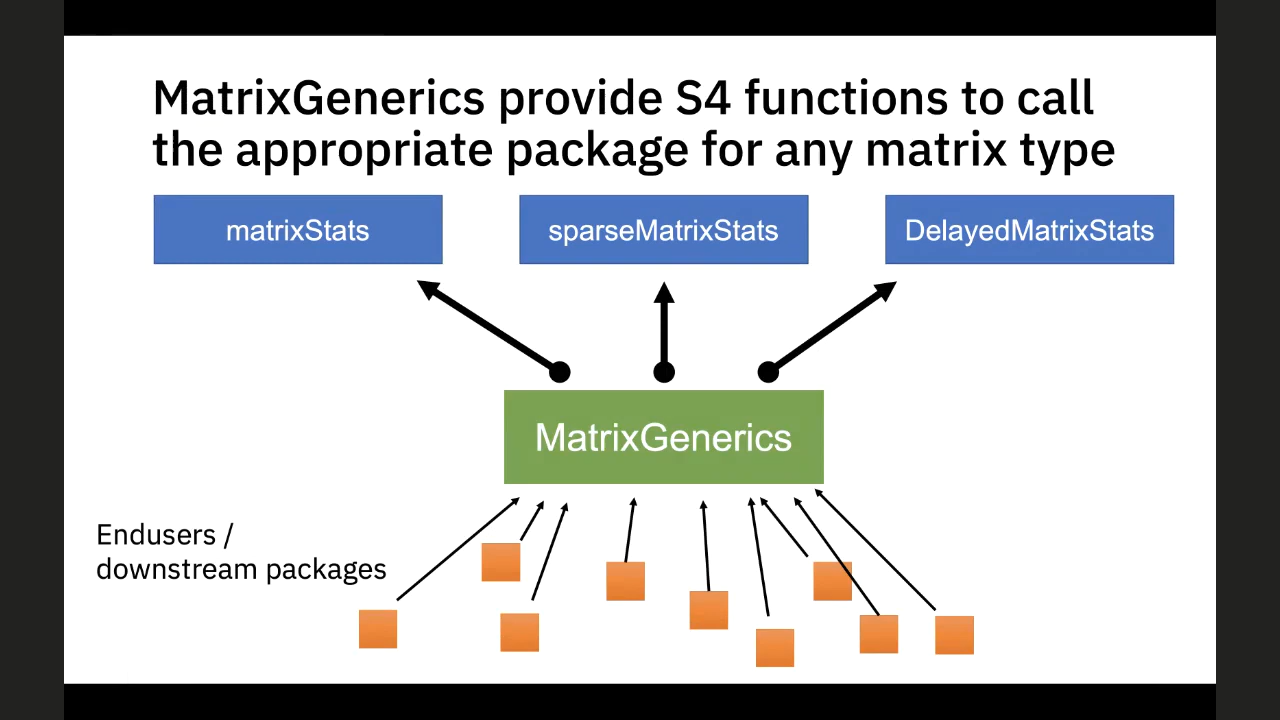 MatrixGenerics provide S4 functions to call
the appropriate package for any matrix type
matrixStats
sparseMatrixStats
DelayedMatrixStats
MatrixGenerics
Endusers /
downstream packages